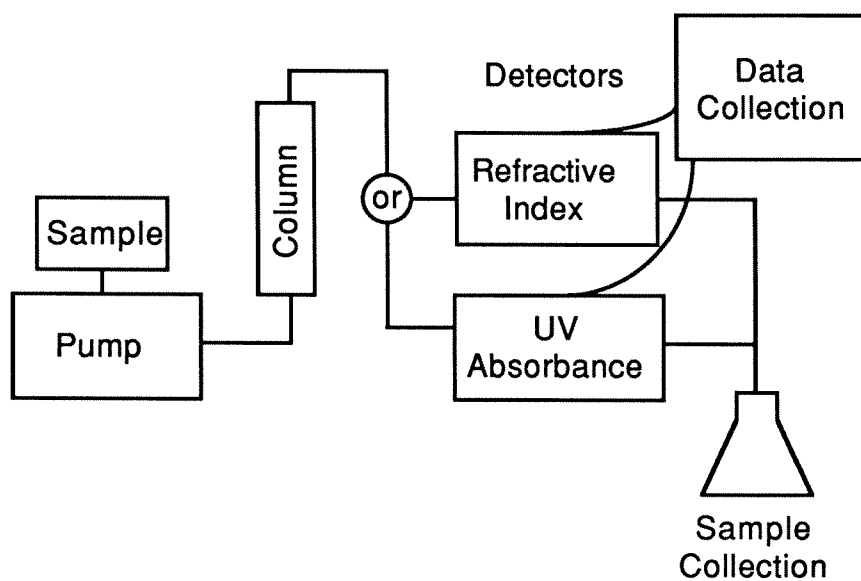 Detectors
Data
Collection
Refractive
Index
Column
or
Sample
Pump
UV
Absorbance
Sample
Collection